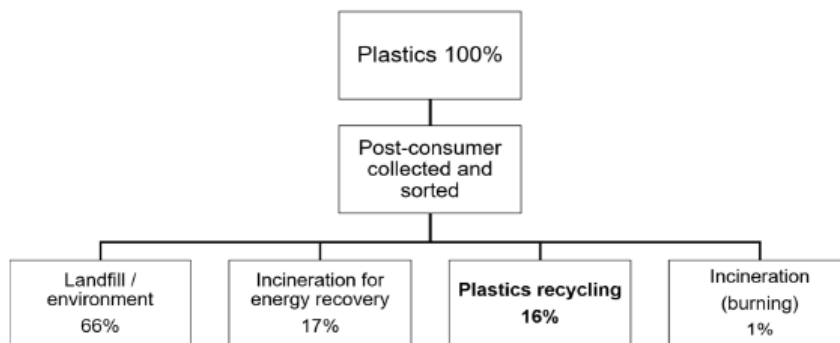 Plastics 100%
Post-consumer
collected and
sorted
Landfill /
environment
66%
Incineration for
energy recovery
17%
Plastics recycling
16%
Incineration
(burning)
1%